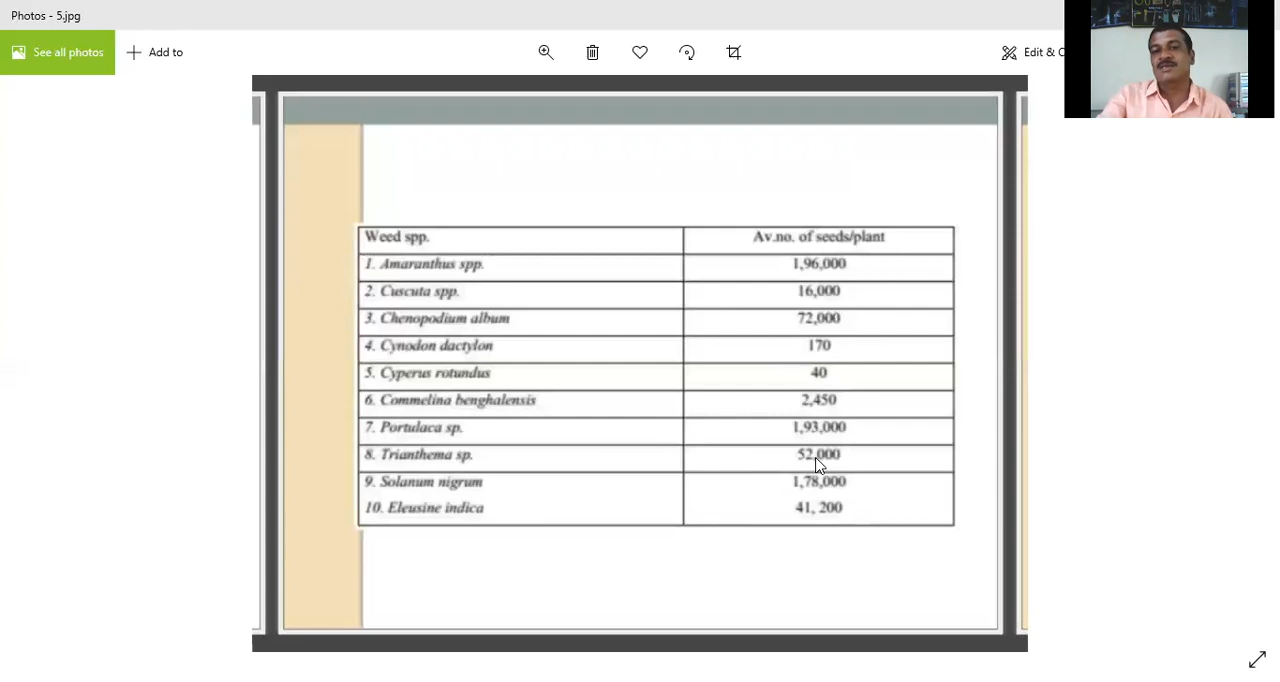 Photos - 5.jpg
See all photos
Add to
Edit & C
Weed spp. Av.no. of seeds/plant
1. Amaranthus spp. 1,96,000
2. Cuscuta spp. 16,000
3. Chenopodium album 72,000
4. Cynodon dactylon 170
5. Cyperus rotundus 40
6. Commelina benghalensis 2,450
7. Portulaca sp. 1,93,000
8. Trianthema sp. 52,000
9. Solanum nigrum 1,78,000
10. Eleusine indica 41, 200